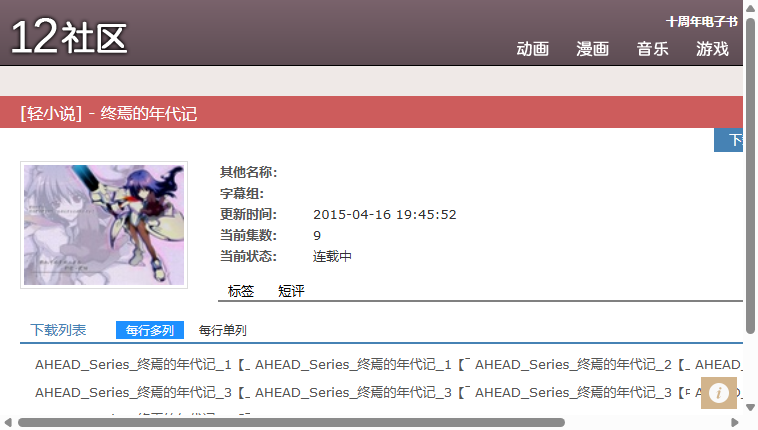 12社区
十周年电子书
动画 漫画 音乐 游戏
[轻小说] - 终焉的年代记
其他名称：
字幕组：
更新时间： 2015-04-16 19:45:52
当前集数： 9
当前状态： 连载中
标签 短评
下载列表 每行多列 每行单列
AHEAD_Series_终焉的年代记_1【_ AHEAD_Series_终焉的年代记_1【 AHEAD_Series_终焉的年代记_2【_ AHEAD
AHEAD_Series_终焉的年代记_3【_ AHEAD_Series_终焉的年代记_3【 AHEAD_Series_终焉的年代记_3【